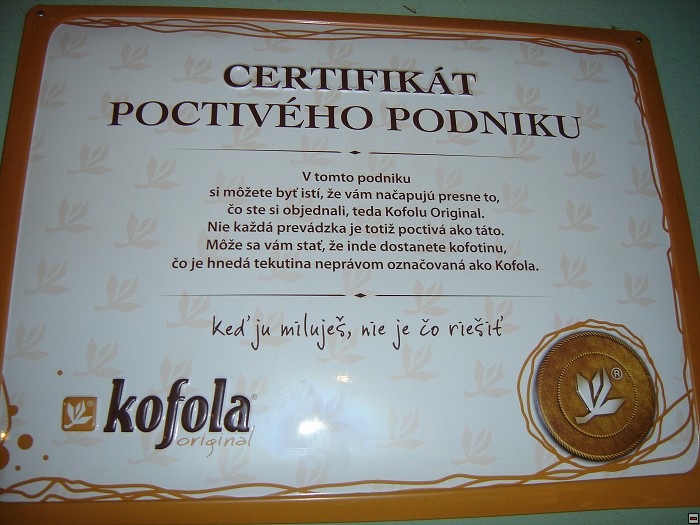 CERTIFIKÁT
POCTIVÉHO PODNIKU
V tomto podniku
si môžete byť istí, že vám načapujú presne to,
čo ste si objednali, teda Kofolu Original.
Nie každá prevádzka je totiž poctivá ako táto.
Môže sa vám stať, že inde dostanete kofotinu,
čo je hnedá tekutina neprávom označovaná ako Kofola.
Keď ju miluješ, nie je čo riešiť
®
kofola®
original